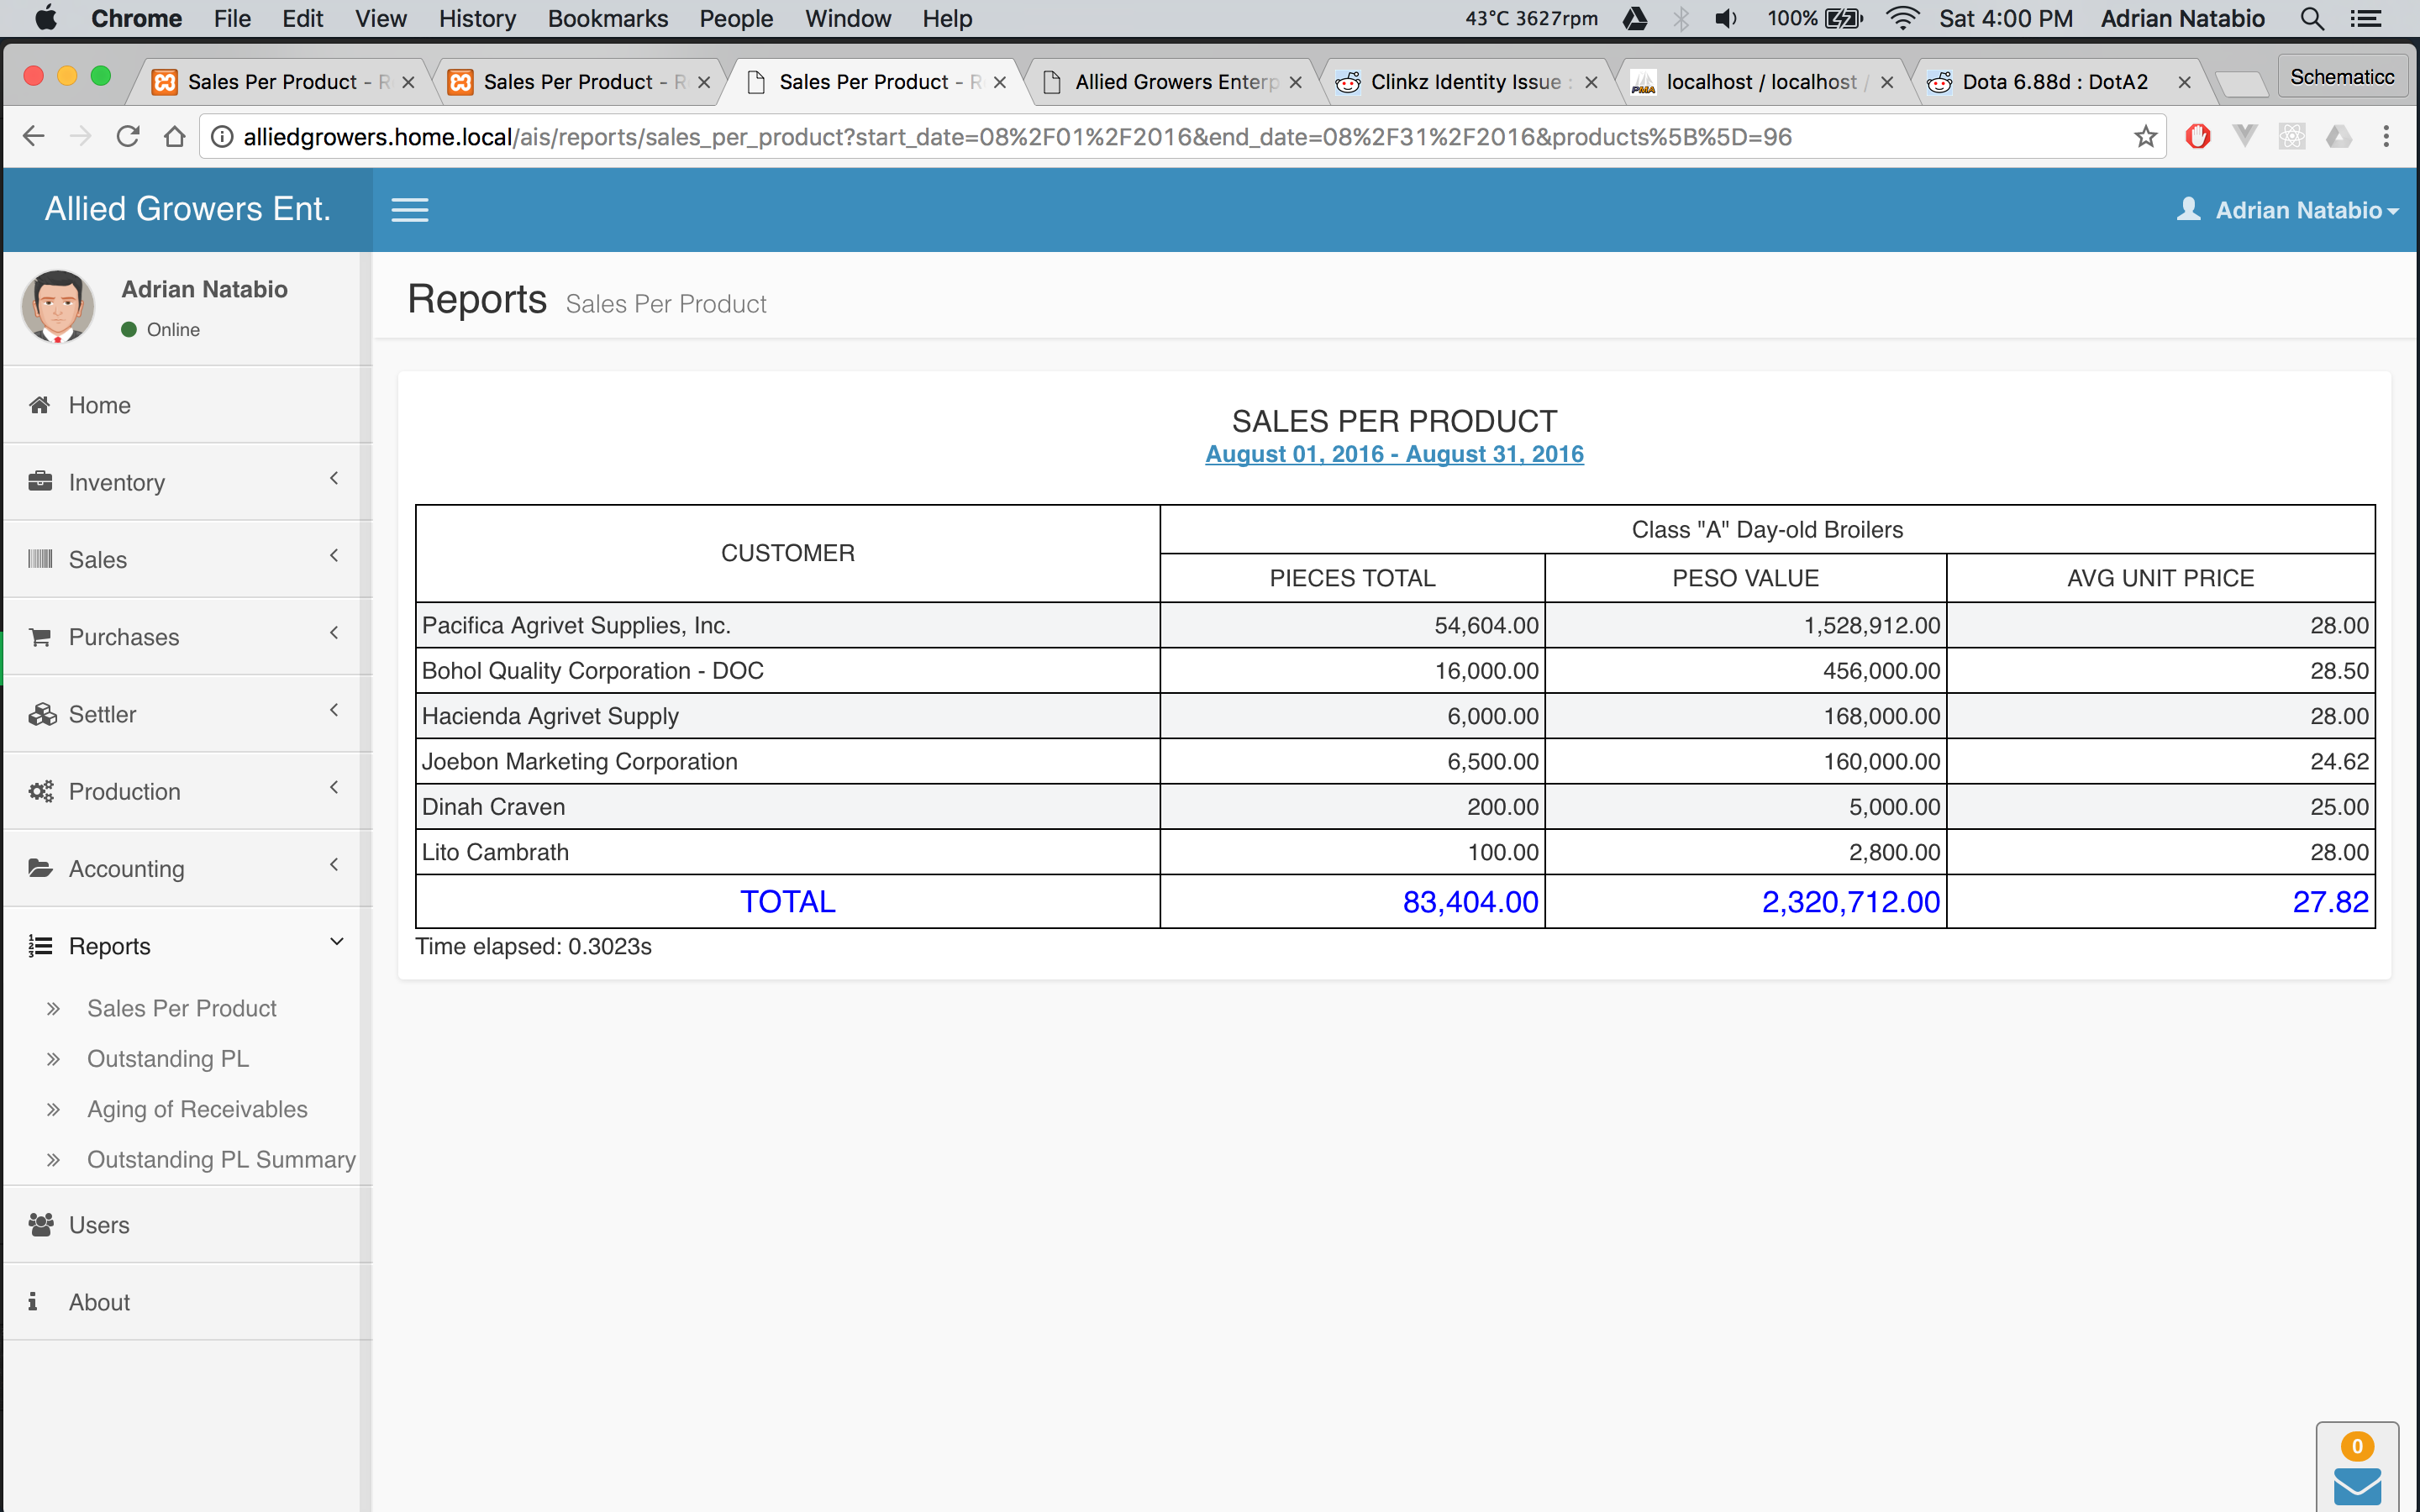 Chrome File Edit View History Bookmarks People Window Help 43°C 3627rpm 100% Sat 4:00 PM Adrian Natabio
Sales Per Product - R Sales Per Product - R Sales Per Product - R Allied Growers Enterp Clinkz Identity Issue : localhost / localhost / Dota 6.88d : DotA2 Schematicc
alliedgrowers.home.local/ais/reports/sales_per_product?start_date=08%2F01%2F2016&end_date=08%2F31%2F2016&products%5B%5D=96
Allied Growers Ent. Adrian Natabio
Adrian Natabio
Online
Home
Inventory
Sales
Purchases
Settler
Production
Accounting
Reports
Sales Per Product
Outstanding PL
Aging of Receivables
Outstanding PL Summary
Users
About
Reports Sales Per Product
SALES PER PRODUCT
August 01, 2016 - August 31, 2016
CUSTOMER Class "A" Day-old Broilers
PIECES TOTAL PESO VALUE AVG UNIT PRICE
Pacifica Agrivet Supplies, Inc. 54,604.00 1,528,912.00 28.00
Bohol Quality Corporation - DOC 16,000.00 456,000.00 28.50
Hacienda Agrivet Supply 6,000.00 168,000.00 28.00
Joebon Marketing Corporation 6,500.00 160,000.00 24.62
Dinah Craven 200.00 5,000.00 25.00
Lito Cambrath 100.00 2,800.00 28.00
TOTAL 83,404.00 2,320,712.00 27.82
Time elapsed: 0.3023s
0